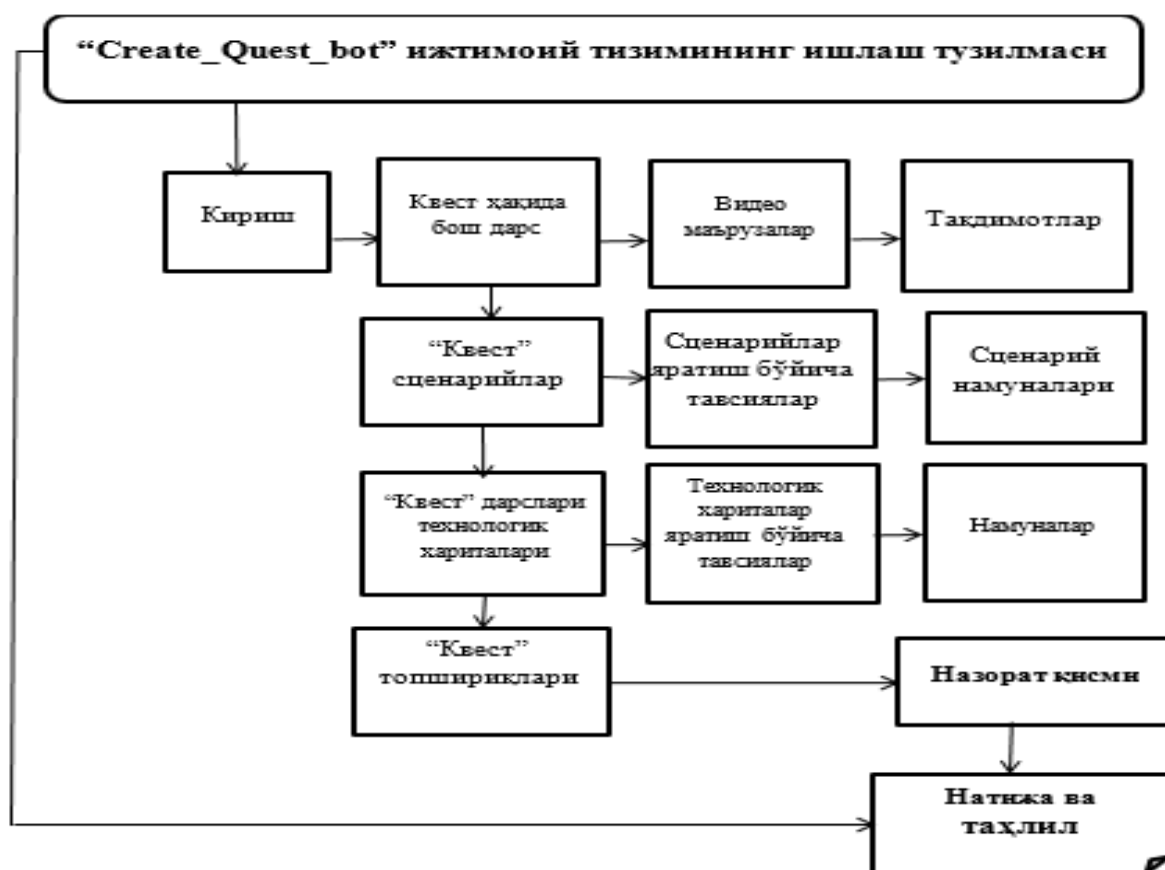 “Create_Quest_bot” ижтимоий тизимининг ишлаш тузилмаси
Кириш
Квест ҳақида
бош дарс
Видео
маърузалар
Тақдимотлар
“Квест”
сценарийлар
Сценарийлар
яратиш бўйича
тавсиялар
Сценарий
намуналари
“Квест” дарслари
технологик
хариталари
Технологик
хариталар
яратиш бўйича
тавсиялар
Намуналар
“Квест”
топшириқлари
Назорат қисми
Натижа ва
таҳлил